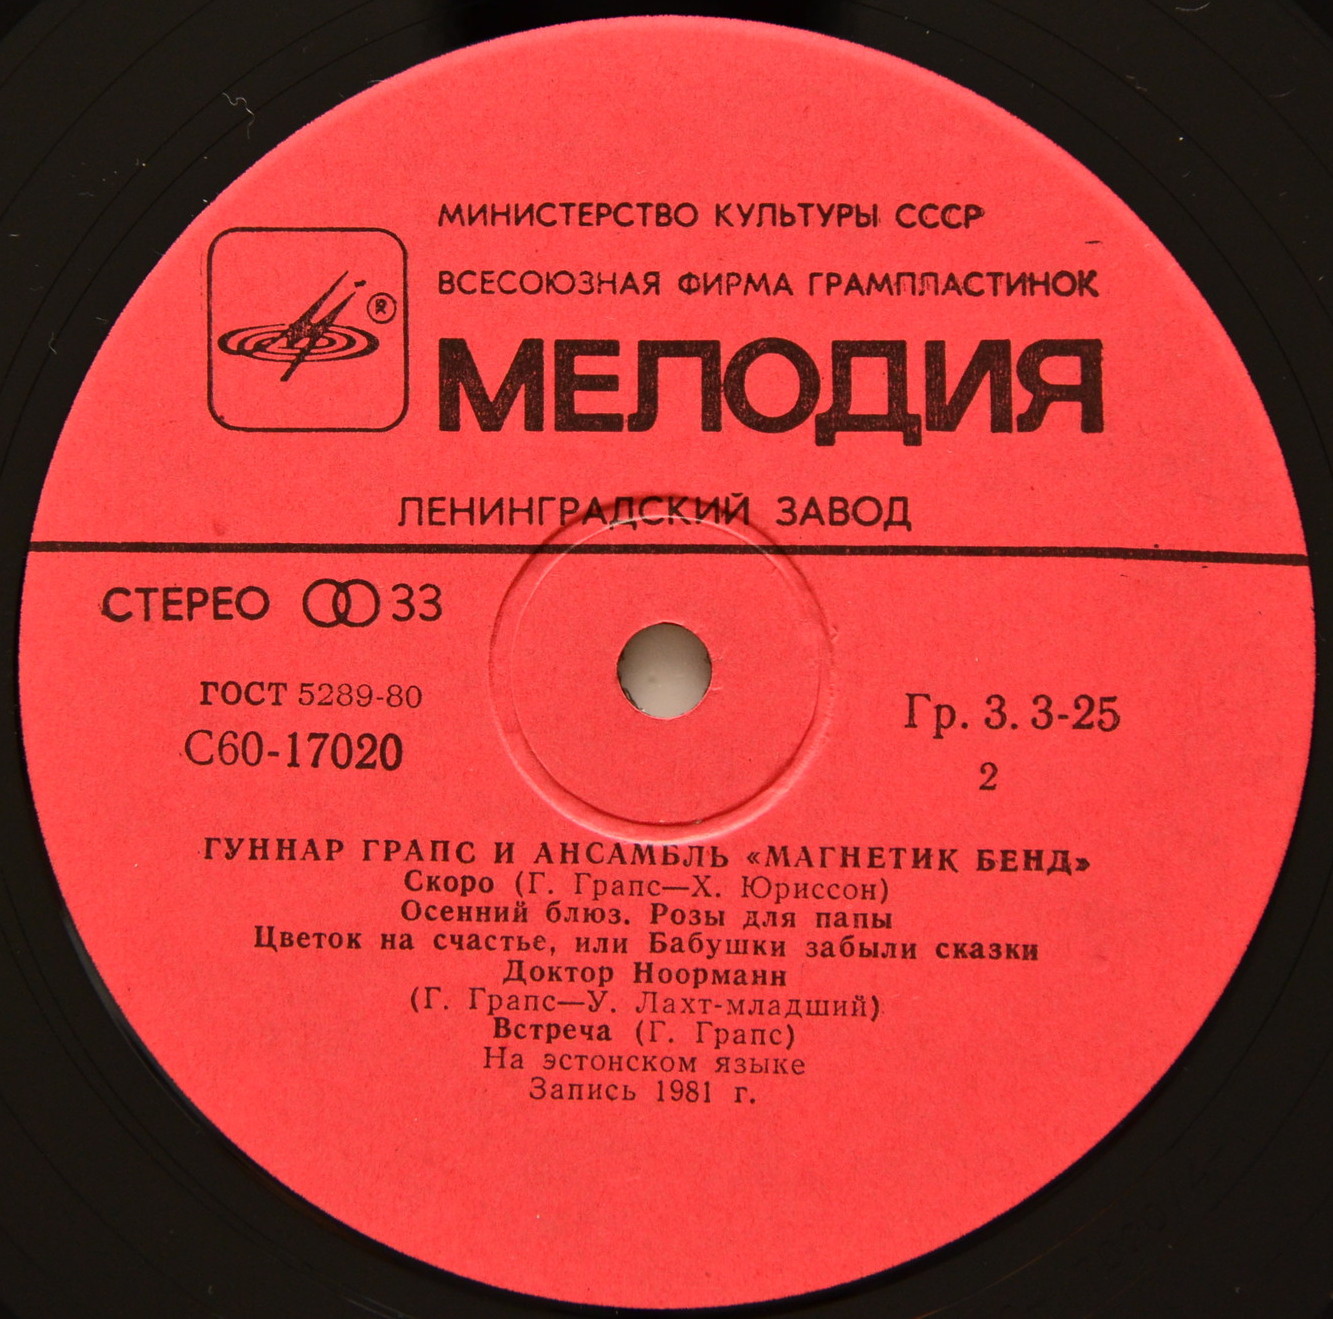 МИНИСТЕРСТВО КУЛЬТУРЫ СССР
ВСЕСОЮЗНАЯ ФИРМА ГРАМПЛАСТИНОК
®
МЕЛОДИЯ
ЛЕНИНГРАДСКИЙ ЗАВОД
СТЕРЕО 33
ГОСТ 5289-80
С60-17020
Гр. 3. 3-25
2
ГУННАР ГРАПС И АНСАМБЛЬ «МАГНЕТИК БЕНД»
Скоро (Г. Грапс—Х. Юриссон)
Осенний блюз. Розы для папы
Цветок на счастье, или Бабушки забыли сказки
Доктор Ноорманн
(Г. Грапс—У. Лахт-младший)
Встреча (Г. Грапс)
На эстонском языке
Запись 1981 г.